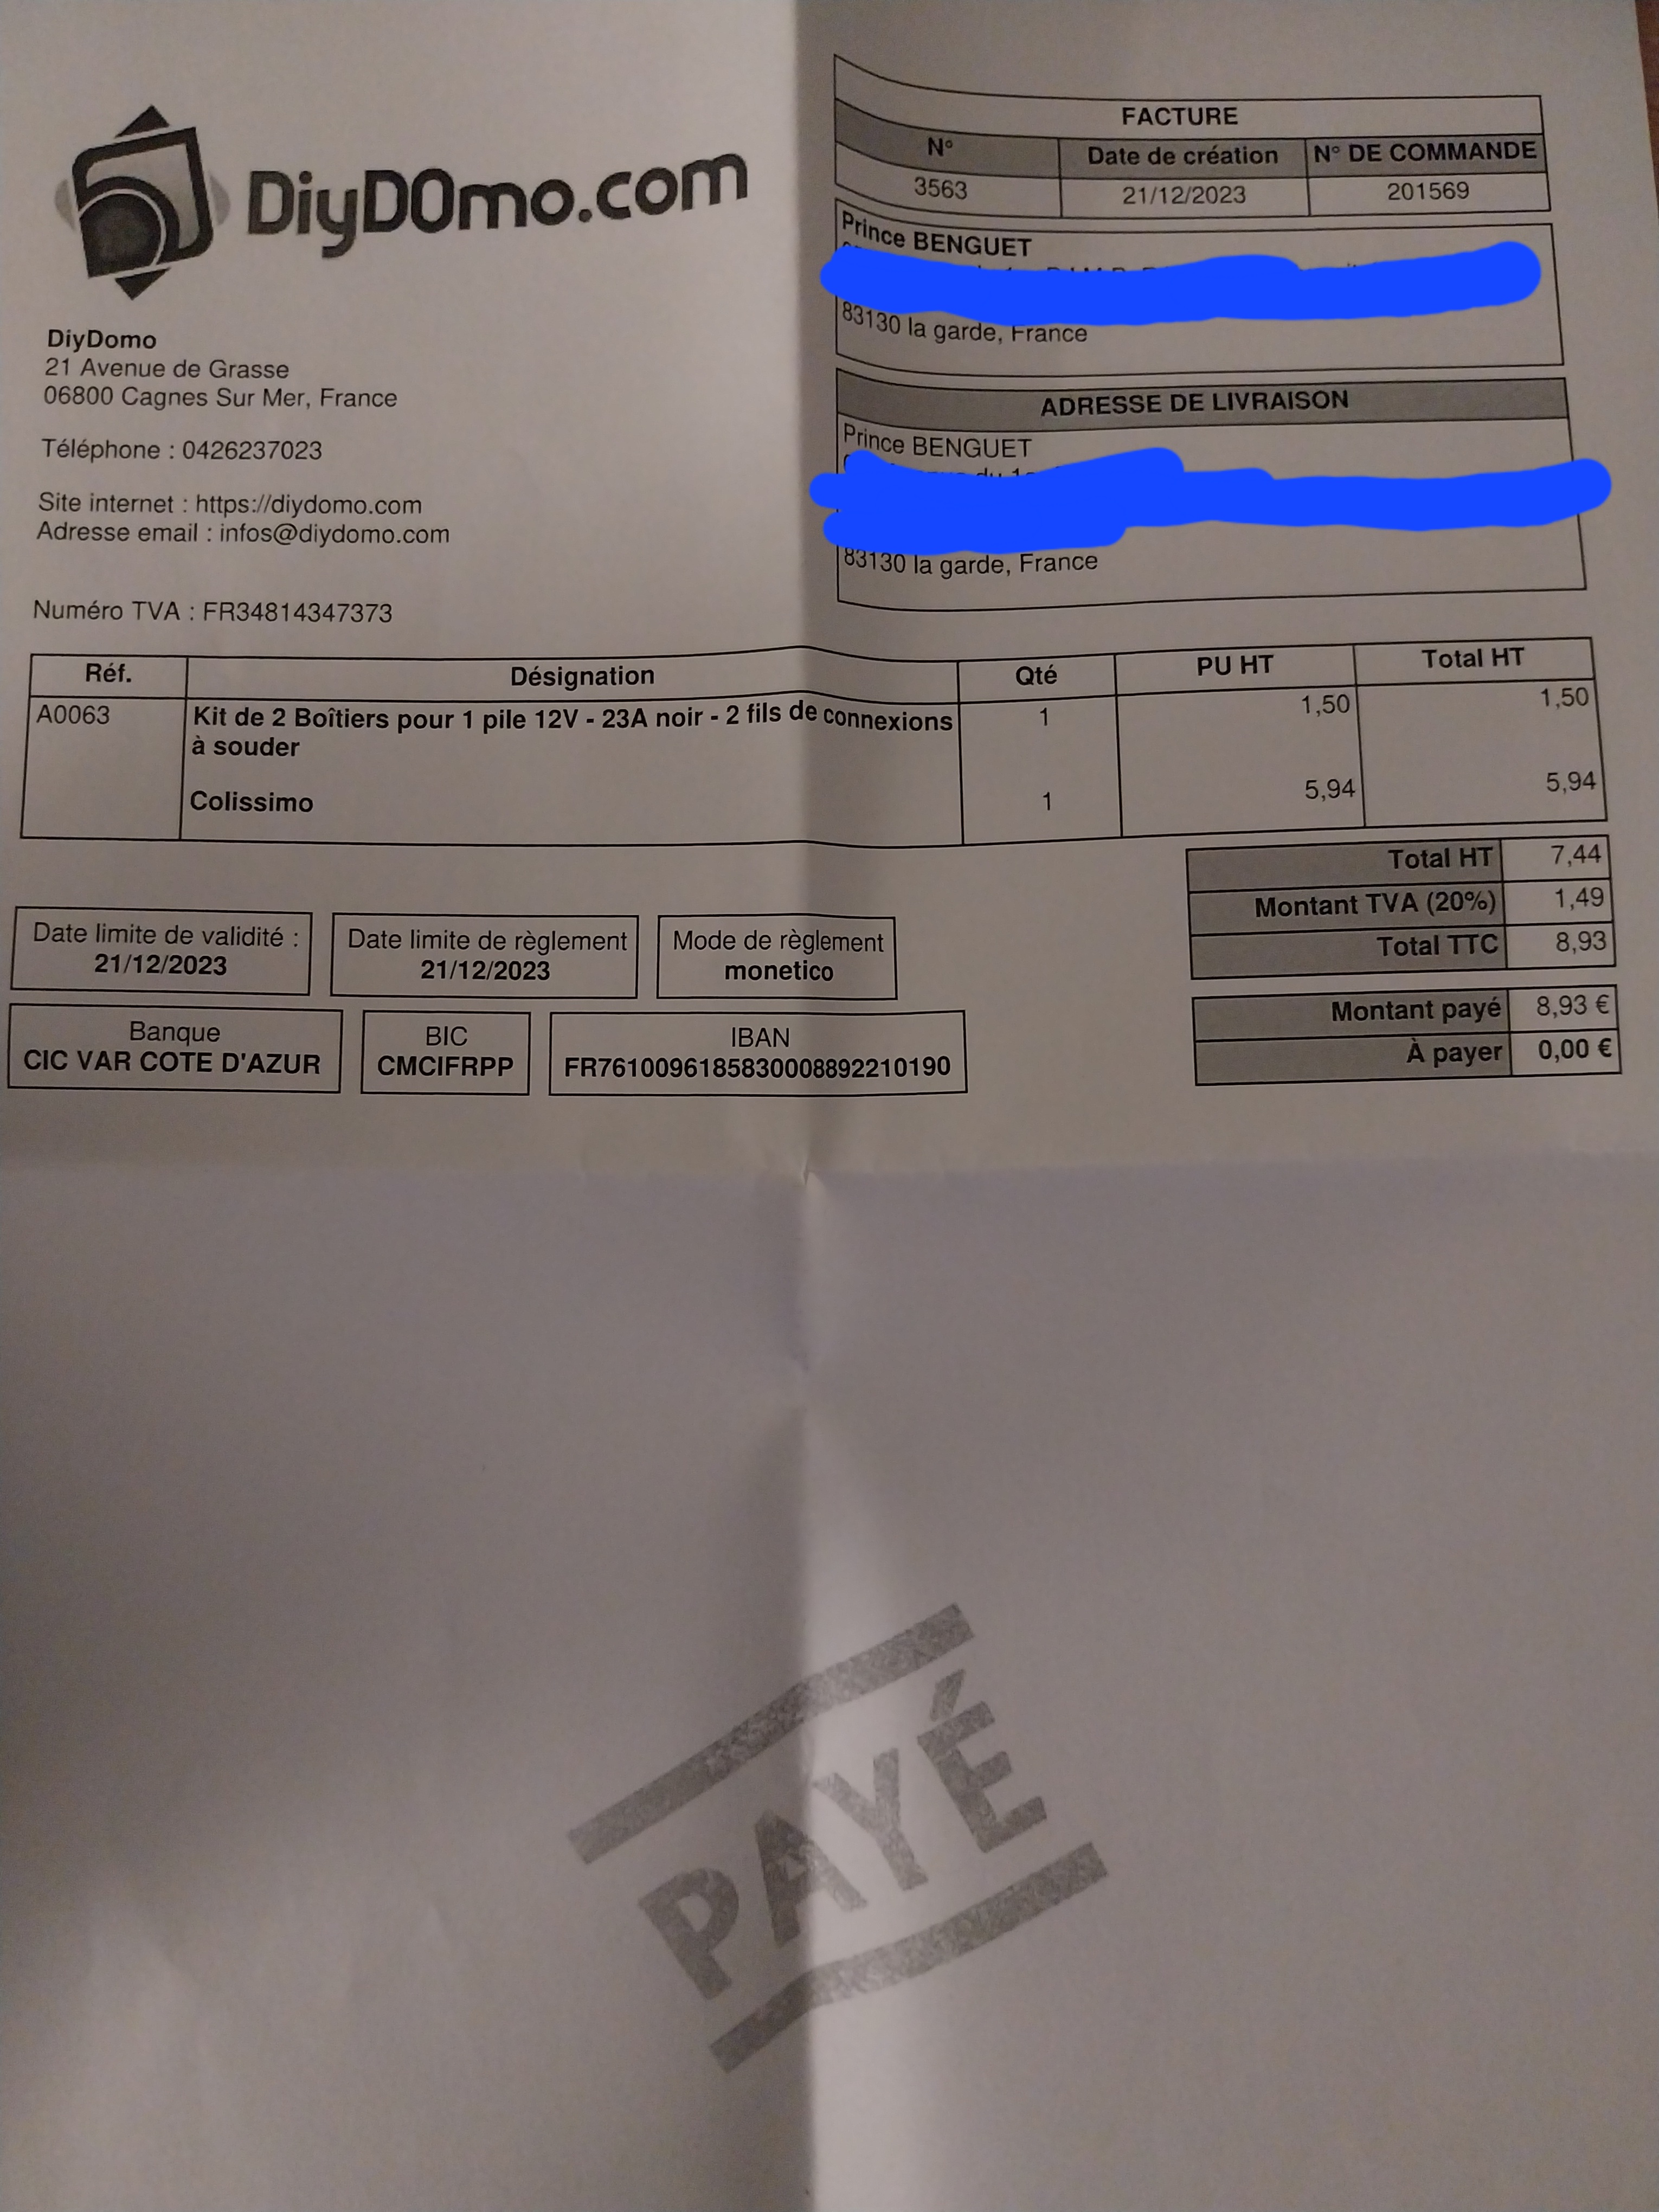 DiyD0mo.com
DiyDomo
21 Avenue de Grasse
06800 Cagnes Sur Mer, France
Téléphone : 0426237023
Site internet : https://diydomo.com
Adresse email : infos@diydomo.com
Numéro TVA : FR34814347373
FACTURE
N° Date de création N° DE COMMANDE
3563 21/12/2023 201569
Prince BENGUET
83130 la garde, France
ADRESSE DE LIVRAISON
Prince BENGUET
83130 la garde, France
Réf. Désignation Qté PU HT Total HT
A0063 Kit de 2 Boîtiers pour 1 pile 12V - 23A noir - 2 fils de connexions 1 1,50 1,50
à souder
Colissimo 1 5,94 5,94
Total HT 7,44
Montant TVA (20%) 1,49
Total TTC 8,93
Montant payé 8,93 €
À payer 0,00 €
Date limite de validité :
21/12/2023
Date limite de règlement
21/12/2023
Mode de règlement
monetico
Banque
CIC VAR COTE D'AZUR
BIC
CMCIFRPP
IBAN
FR7610096185830008892210190
PAYÉ